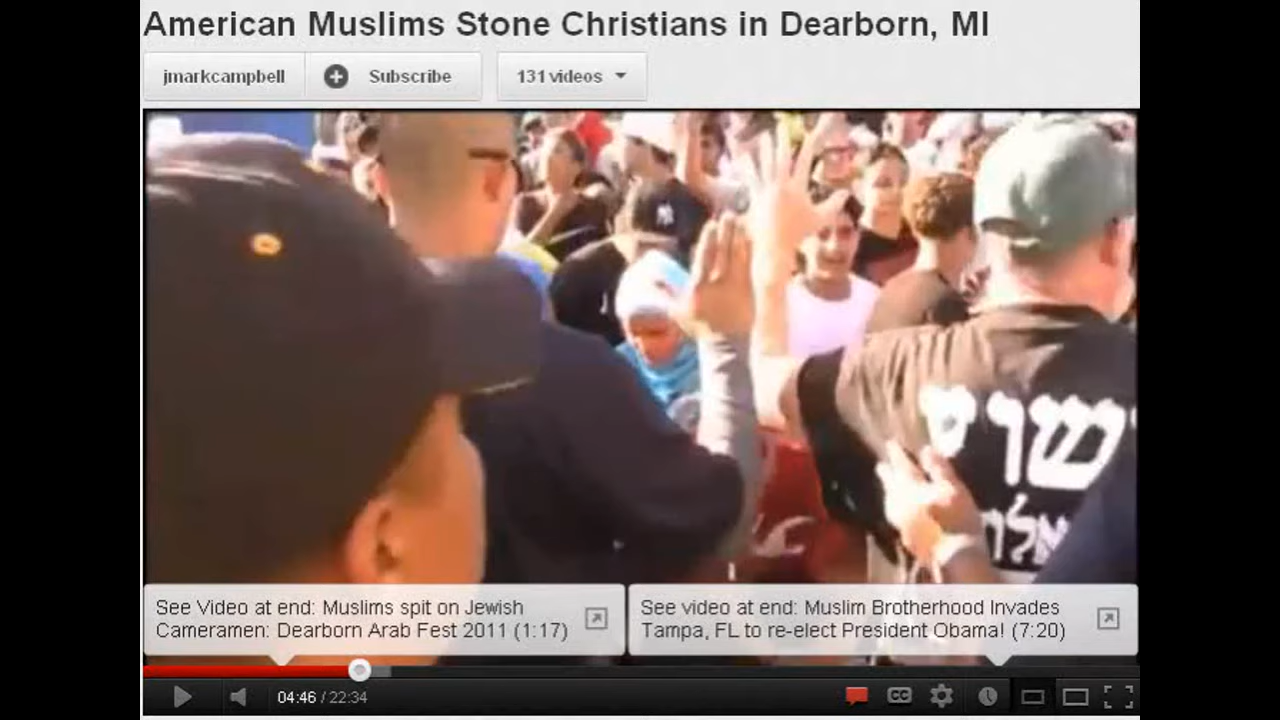 American Muslims Stone Christians in Dearborn, MI
jmarkcampbell
Subscribe
131 videos
See Video at end: Muslims spit on Jewish
Cameramen: Dearborn Arab Fest 2011 (1:17)
See video at end: Muslim Brotherhood Invades
Tampa, FL to re-elect President Obama! (7:20)
04:46 / 22:34
CC